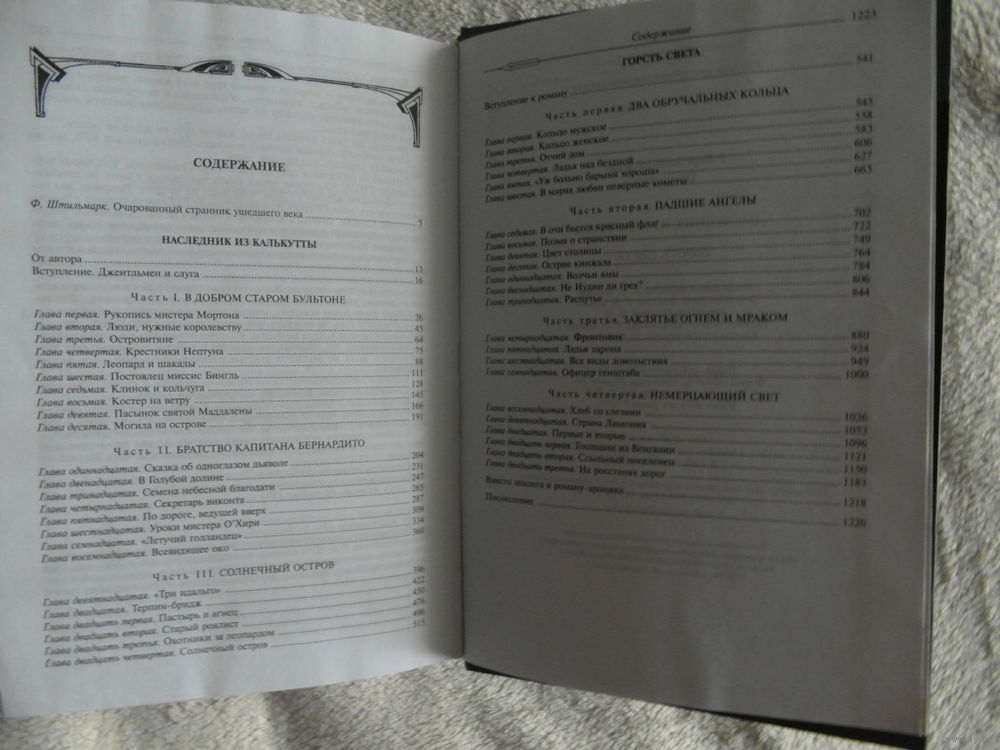 СОДЕРЖАНИЕ
Ф. Штильмарк. Очарованный странник ушедшего века 5
НАСЛЕДНИК ИЗ КАЛЬКУТТЫ
От автора 13
Вступление. Джентльмен и слуга 16
Часть I. В ДОБРОМ СТАРОМ БУЛЬТОНЕ
Глава первая. Рукопись мистера Мортона 26
Глава вторая. Люди, нужные королевству 45
Глава третья. Островитяне 64
Глава четвертая. Крестники Нептуна 75
Глава пятая. Леопард и шакалы 88
Глава шестая. Постоялец миссис Бингль 111
Глава седьмая. Клинок и кольчуга 128
Глава восьмая. Костер на ветру 145
Глава девятая. Пасынок святой Маддалены 166
Глава десятая. Могила на острове 191
Часть II. БРАТСТВО КАПИТАНА БЕРНАРДИТО
Глава одиннадцатая. Сказка об одноглазом дьяволе 204
Глава двенадцатая. В Голубой долине 231
Глава тринадцатая. Семена небесной благодати 247
Глава четырнадцатая. Секретарь виконта 265
Глава пятнадцатая. По дороге, ведущей вверх 287
Глава шестнадцатая. Уроки мистера О'Хири 309
Глава семнадцатая. «Летучий голландец» 334
Глава восемнадцатая. Всевидящее око 360
Часть III. СОЛНЕЧНЫЙ ОСТРОВ
Глава девятнадцатая. «Три идальго» 396
Глава двадцатая. Терпин-бридж 422
Глава двадцать первая. Пастырь и агнец 450
Глава двадцать вторая. Старый роялист 476
Глава двадцать третья. Охотники за леопардом 496
Глава двадцать четвертая. Солнечный остров 515
Содержание 1223
ГОРСТЬ СВЕТА
Вступление к роману 541
Часть первая. ДВА ОБРУЧАЛЬНЫХ КОЛЬЦА
Глава первая. Кольцо мужское 545
Глава вторая. Кольцо женское 558
Глава третья. Отчий дом 583
Глава четвертая. Ладья над бездной 606
Глава пятая. «Уж больно барыня хороша» 627
Глава шестая. В мирах любви неверные кометы 663
Часть вторая. ПАДШИЕ АНГЕЛЫ
Глава седьмая. В очи бьется красный флаг 702
Глава восьмая. Поэма о странствии 722
Глава девятая. Цвет столицы 749
Глава десятая. Острие кинжала 764
Глава одиннадцатая. Волчьи ямы 784
Глава двенадцатая. Не Иудин ли грех? 806
Глава тринадцатая. Распутье 844
Часть третья. ЗАКЛЯТЬЕ ОГНЕМ И МРАКОМ
Глава четырнадцатая. Фронтовик 880
Глава пятнадцатая. Ладья харона 924
Глава шестнадцатая. Все виды довольствия 949
Глава семнадцатая. Офицер генштаба 1000
Часть четвертая. НЕМЕРЦАЮЩИЙ СВЕТ
Глава восемнадцатая. Хлеб со слезами 1026
Глава девятнадцатая. Страна Лимония 1053
Глава двадцатая. Первые и вторые 1096
Глава двадцать первая. Господин из Бенгалии 1121
Глава двадцать вторая. Ссыльный поселенец 1150
Глава двадцать третья. На росстанях дорог 1183
Вместо эпилога к роману-хронике 1218
Послесловие 1220